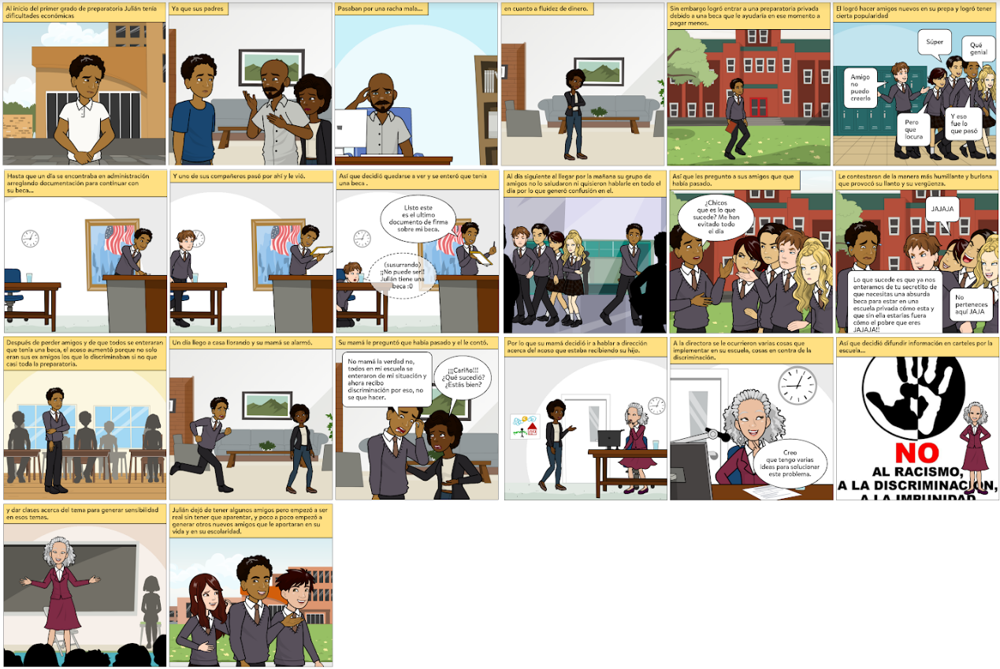 Al inicio del primer grado de preparatoria Julián tenía
dificultades económicas
Ya que sus padres
Pasaban por una racha mala...
en cuanto a fluidez de dinero.
Sin embargo logró entrar a una preparatoria privada
debido a una beca que le ayudaría en ese momento a
pagar menos.
El logró hacer amigos nuevos en su prepa y logró tener
cierta popularidad
Súper
Qué
genial
Amigo
no
puedo
creerlo
Pero
que
locura
Y eso
fue lo
que pasó
Hasta que un día se encontraba en administración
arreglando documentación para continuar con
su beca...
Y uno de sus compañeros pasó por ahí y le vió.
Así que decidió quedarse a ver y se enteró que tenia
una beca .
Listo este
es el ultimo
documento de firma
sobre mi beca.
(susurrando)
¡¡No puede ser!!
Julián tiene una
beca :0
Al día siguiente al llegar por la mañana su grupo de
amigos no lo saludaron ni quisieron hablarle en todo el
día por lo que generó confusión en el.
Así que les pregunto a sus amigos que que
había pasado.
¿Chicos
que es lo que
sucede? Me han
evitado todo
el día
Le contestaron de la manera más humillante y burlona
que provocó su llanto y su vergüenza.
JAJAJA
Lo que sucede es que ya nos
enteramos de tu secretito de
que necesitas una absurda
beca para estar en una
escuela privada cómo esta y
que sin ella estarías fuera
cómo el pobre que eres
JAJAJA!!
No
perteneces
aquí JAJA
Después de perder amigos y de que todos se enteraran
que tenía una beca, el acoso aumentó porque no solo
eran sus ex amigos los que lo discriminaban si no que
casi toda la preparatoria.
Un día llego a casa llorando y su mamá se alarmó.
Su mamá le preguntó que había pasado y el le contó.
No mamá la verdad no,
todos en mi escuela se
enteraron de mi situación y
ahora recibo
discriminación por eso, no
se que hacer.
¡¡¡Cariño!!!
¿Qué sucedió?
¿Estás bien?
Por lo que su mamá decidió ir a hablar a dirección
acerca del acoso que estaba recibiendo su hijo.
A la directora se le ocurrieron varias cosas que
implementar en su escuela, cosas en contra de la
discriminación.
Creo
que tengo varias
ideas para solucionar
este problema.
Así que decidió difundir información en carteles por la
escuela...
NO
AL RACISMO,
A LA DISCRIMINACION,
A LA IMPUNIDAD
y dar clases acerca del tema para generar sensibilidad
en esos temas.
Julián dejó de tener algunos amigos pero empezó a ser
real sin tener que aparentar, y poco a poco empezó a
generar otros nuevos amigos que le aportaran en su
vida y en su escolaridad.